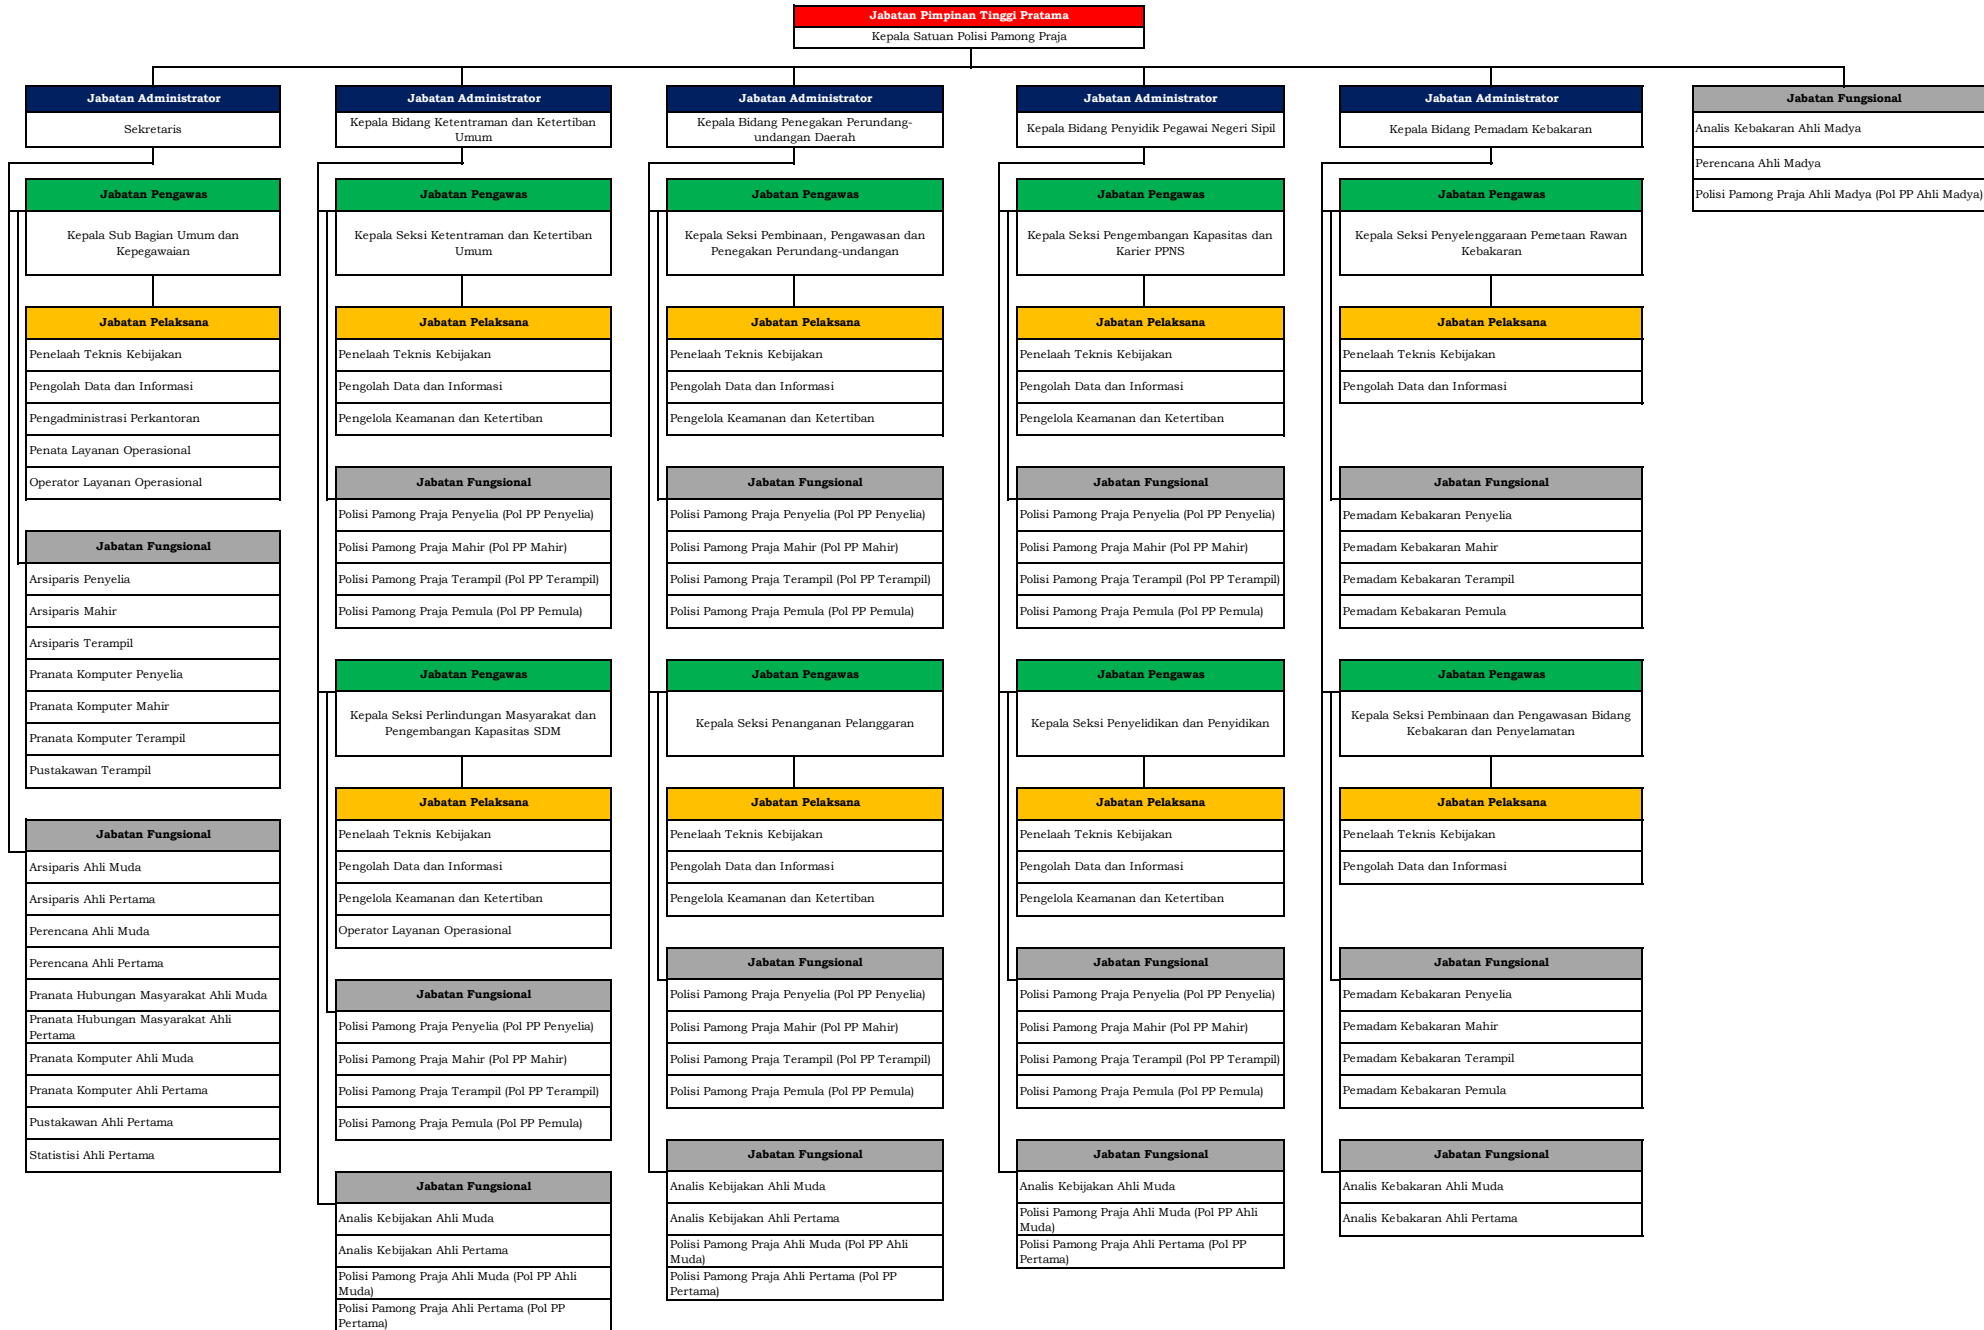 Jabatan Pimpinan Tinggi Pratama
Kepala Satuan Polisi Pamong Praja
Jabatan Administrator
Sekretaris
Jabatan Pengawas
Kepala Sub Bagian Umum dan
Kepegawaian
Jabatan Pelaksana
Penelaah Teknis Kebijakan
Pengolah Data dan Informasi
Pengadministrasi Perkantoran
Penata Layanan Operasional
Operator Layanan Operasional
Jabatan Fungsional
Arsiparis Penyelia
Arsiparis Mahir
Arsiparis Terampil
Pranata Komputer Penyelia
Pranata Komputer Mahir
Pranata Komputer Terampil
Pustakawan Terampil
Jabatan Fungsional
Arsiparis Ahli Muda
Arsiparis Ahli Pertama
Perencana Ahli Muda
Perencana Ahli Pertama
Pranata Hubungan Masyarakat Ahli Muda
Pranata Hubungan Masyarakat Ahli
Pertama
Pranata Komputer Ahli Muda
Pranata Komputer Ahli Pertama
Pustakawan Ahli Pertama
Statistisi Ahli Pertama
Jabatan Administrator
Kepala Bidang Ketentraman dan Ketertiban
Umum
Jabatan Pengawas
Kepala Seksi Ketentraman dan Ketertiban
Umum
Jabatan Pelaksana
Penelaah Teknis Kebijakan
Pengolah Data dan Informasi
Pengelola Keamanan dan Ketertiban
Jabatan Fungsional
Polisi Pamong Praja Penyelia (Pol PP Penyelia)
Polisi Pamong Praja Mahir (Pol PP Mahir)
Polisi Pamong Praja Terampil (Pol PP Terampil)
Polisi Pamong Praja Pemula (Pol PP Pemula)
Jabatan Pengawas
Kepala Seksi Perlindungan Masyarakat dan
Pengembangan Kapasitas SDM
Jabatan Pelaksana
Penelaah Teknis Kebijakan
Pengolah Data dan Informasi
Pengelola Keamanan dan Ketertiban
Operator Layanan Operasional
Jabatan Fungsional
Polisi Pamong Praja Penyelia (Pol PP Penyelia)
Polisi Pamong Praja Mahir (Pol PP Mahir)
Polisi Pamong Praja Terampil (Pol PP Terampil)
Polisi Pamong Praja Pemula (Pol PP Pemula)
Jabatan Fungsional
Analis Kebijakan Ahli Muda
Analis Kebijakan Ahli Pertama
Polisi Pamong Praja Ahli Muda (Pol PP Ahli
Muda)
Polisi Pamong Praja Ahli Pertama (Pol PP
Pertama)
Jabatan Administrator
Kepala Bidang Penegakan Perundang-
undangan Daerah
Jabatan Pengawas
Kepala Seksi Pembinaan, Pengawasan dan
Penegakan Perundang-undangan
Jabatan Pelaksana
Penelaah Teknis Kebijakan
Pengolah Data dan Informasi
Pengelola Keamanan dan Ketertiban
Jabatan Fungsional
Polisi Pamong Praja Penyelia (Pol PP Penyelia)
Polisi Pamong Praja Mahir (Pol PP Mahir)
Polisi Pamong Praja Terampil (Pol PP Terampil)
Polisi Pamong Praja Pemula (Pol PP Pemula)
Jabatan Pengawas
Kepala Seksi Penanganan Pelanggaran
Jabatan Pelaksana
Penelaah Teknis Kebijakan
Pengolah Data dan Informasi
Pengelola Keamanan dan Ketertiban
Jabatan Fungsional
Polisi Pamong Praja Penyelia (Pol PP Penyelia)
Polisi Pamong Praja Mahir (Pol PP Mahir)
Polisi Pamong Praja Terampil (Pol PP Terampil)
Polisi Pamong Praja Pemula (Pol PP Pemula)
Jabatan Fungsional
Analis Kebijakan Ahli Muda
Analis Kebijakan Ahli Pertama
Polisi Pamong Praja Ahli Muda (Pol PP Ahli
Muda)
Polisi Pamong Praja Ahli Pertama (Pol PP
Pertama)
Jabatan Administrator
Kepala Bidang Penyidik Pegawai Negeri Sipil
Jabatan Pengawas
Kepala Seksi Pengembangan Kapasitas dan
Karier PPNS
Jabatan Pelaksana
Penelaah Teknis Kebijakan
Pengolah Data dan Informasi
Pengelola Keamanan dan Ketertiban
Jabatan Fungsional
Polisi Pamong Praja Penyelia (Pol PP Penyelia)
Polisi Pamong Praja Mahir (Pol PP Mahir)
Polisi Pamong Praja Terampil (Pol PP Terampil)
Polisi Pamong Praja Pemula (Pol PP Pemula)
Jabatan Pengawas
Kepala Seksi Penyelidikan dan Penyidikan
Jabatan Pelaksana
Penelaah Teknis Kebijakan
Pengolah Data dan Informasi
Pengelola Keamanan dan Ketertiban
Jabatan Fungsional
Polisi Pamong Praja Penyelia (Pol PP Penyelia)
Polisi Pamong Praja Mahir (Pol PP Mahir)
Polisi Pamong Praja Terampil (Pol PP Terampil)
Polisi Pamong Praja Pemula (Pol PP Pemula)
Jabatan Fungsional
Analis Kebijakan Ahli Muda
Polisi Pamong Praja Ahli Muda (Pol PP Ahli
Muda)
Polisi Pamong Praja Ahli Pertama (Pol PP
Pertama)
Jabatan Administrator
Kepala Bidang Pemadam Kebakaran
Jabatan Pengawas
Kepala Seksi Penyelenggaraan Pemetaan Rawan
Kebakaran
Jabatan Pelaksana
Penelaah Teknis Kebijakan
Pengolah Data dan Informasi
Jabatan Fungsional
Pemadam Kebakaran Penyelia
Pemadam Kebakaran Mahir
Pemadam Kebakaran Terampil
Pemadam Kebakaran Pemula
Jabatan Pengawas
Kepala Seksi Pembinaan dan Pengawasan Bidang
Kebakaran dan Penyelamatan
Jabatan Pelaksana
Penelaah Teknis Kebijakan
Pengolah Data dan Informasi
Jabatan Fungsional
Pemadam Kebakaran Penyelia
Pemadam Kebakaran Mahir
Pemadam Kebakaran Terampil
Pemadam Kebakaran Pemula
Jabatan Fungsional
Analis Kebakaran Ahli Muda
Analis Kebakaran Ahli Pertama
Jabatan Fungsional
Analis Kebakaran Ahli Madya
Perencana Ahli Madya
Polisi Pamong Praja Ahli Madya (Pol PP Ahli Madya)